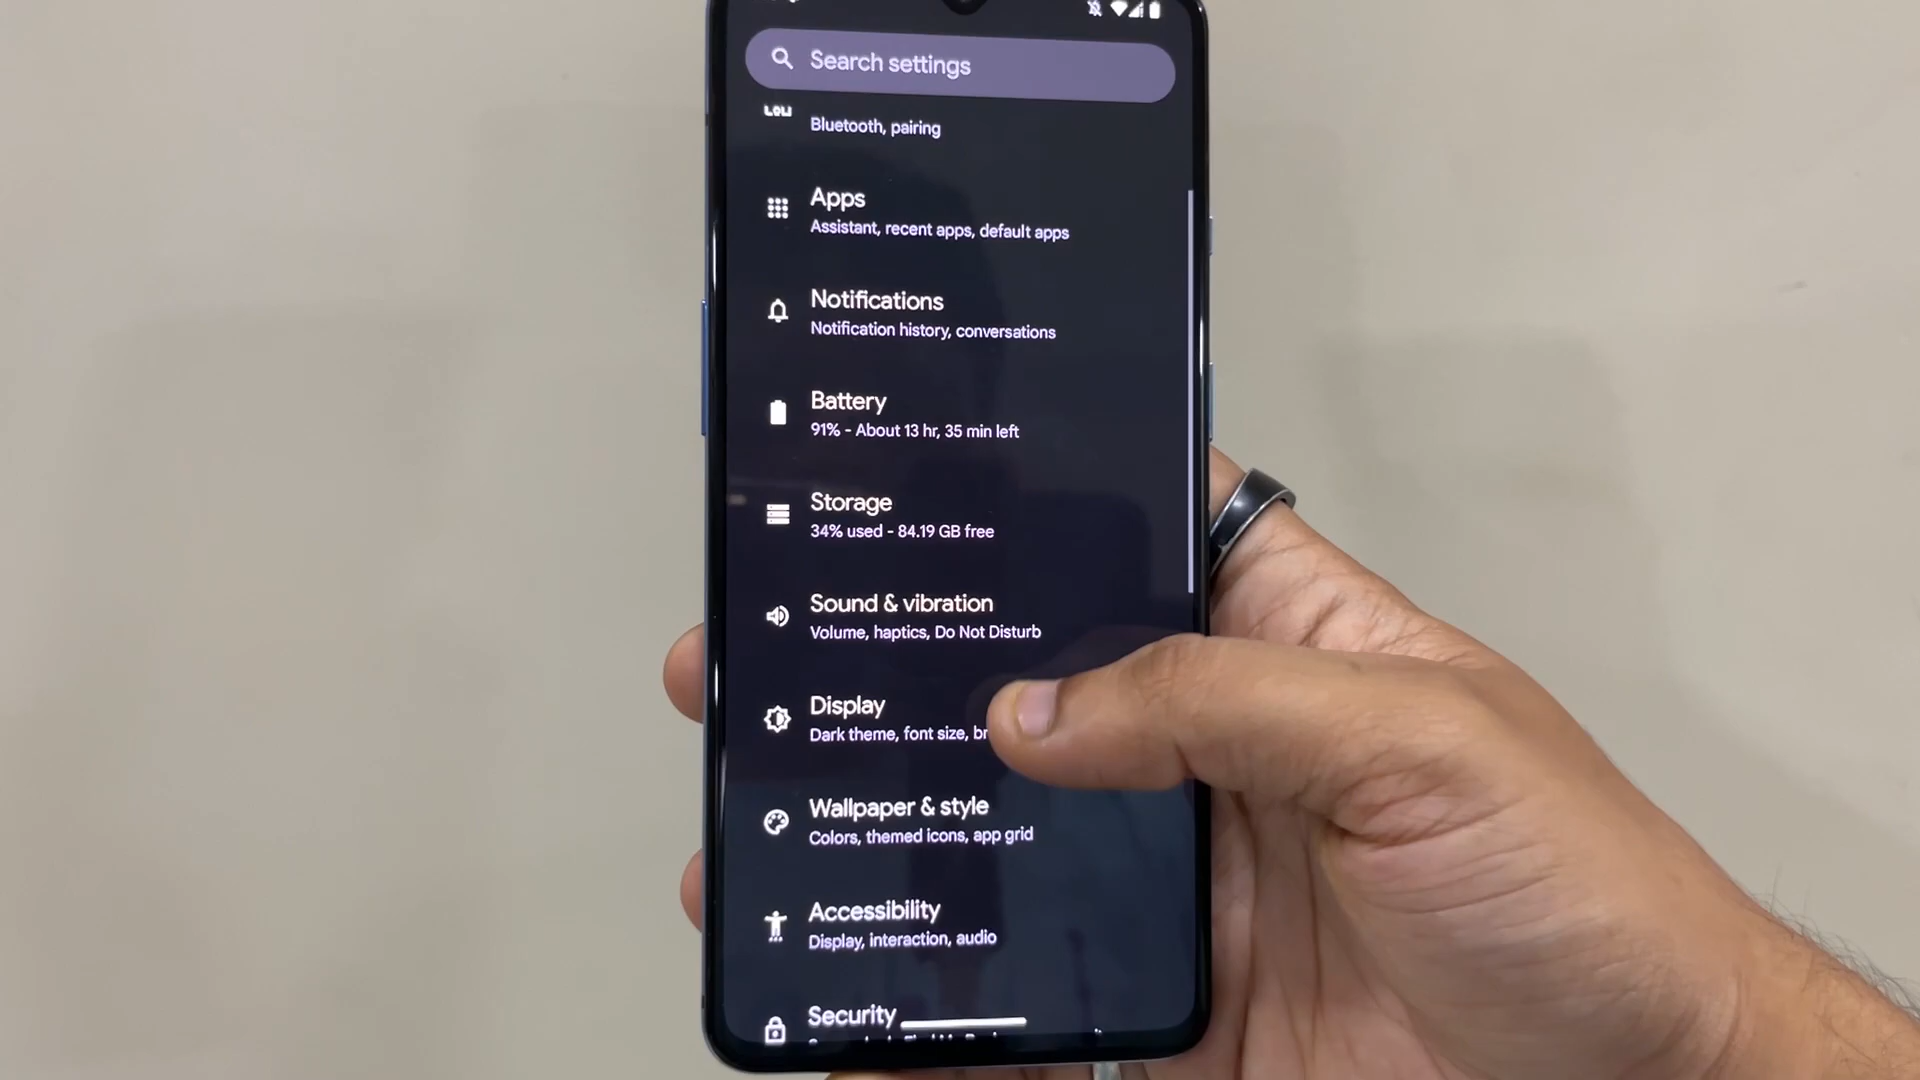 Search settings
Bluetooth, pairing
Apps
Assistant, recent apps, default apps
Notifications
Notification history, conversations
Battery
91% - About 13 hr, 35 min left
Storage
34% used - 84.19 GB free
Sound & vibration
Volume, haptics, Do Not Disturb
Display
Dark theme, font size, br
Wallpaper & style
Colors, themed icons, app grid
Accessibility
Display, interaction, audio
Security